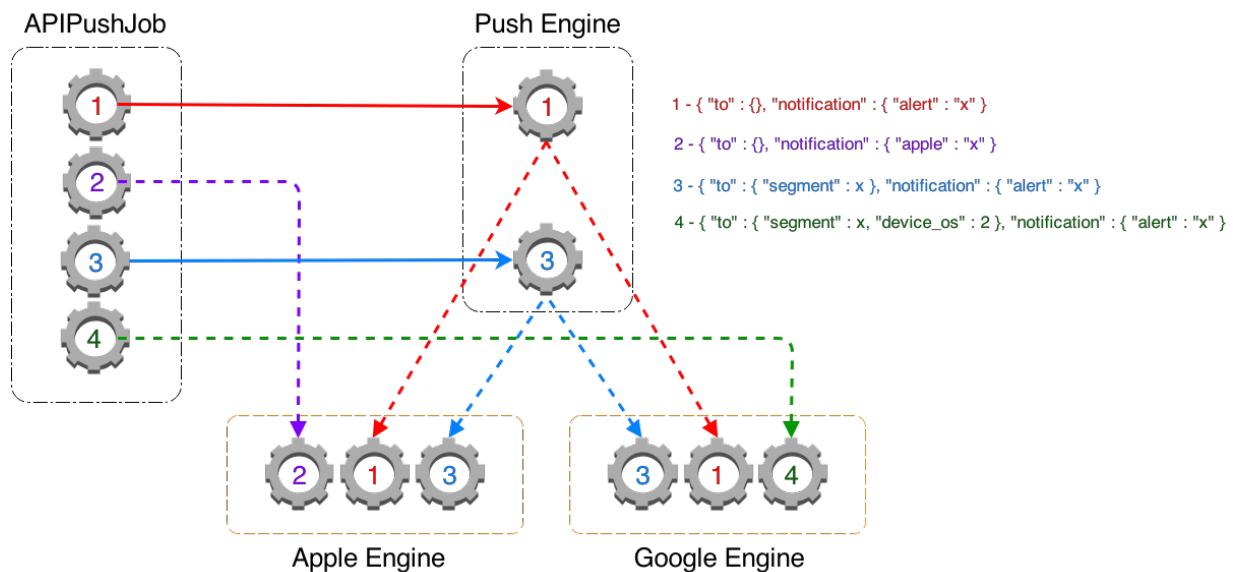 APIPushJob
Push Engine
1
2
3
4
1
3
1 - { "to" : {}, "notification" : { "alert" : "x" }
2 - { "to" : {}, "notification" : { "apple" : "x" }
3 - { "to" : { "segment" : x }, "notification" : { "alert" : "x" }
4 - { "to" : { "segment" : x, "device_os" : 2 }, "notification" : { "alert" : "x" }
2 1 3
3 1 4
Apple Engine
Google Engine